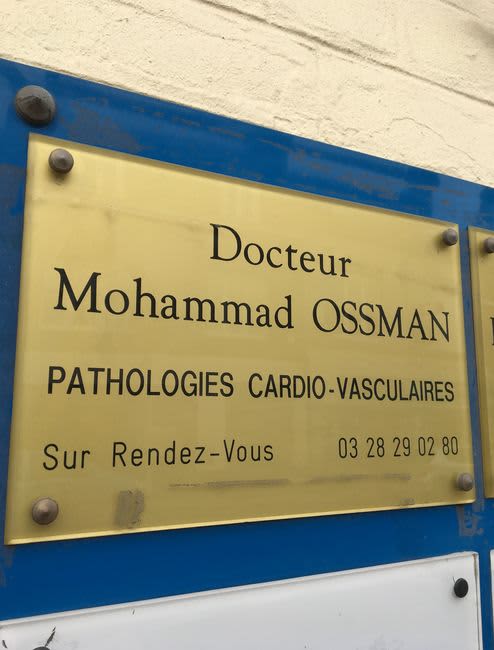 Docteur
Mohammad OSSMAN
PATHOLOGIES CARDIO-VASCULAIRES
Sur Rendez-Vous 03 28 29 02 80